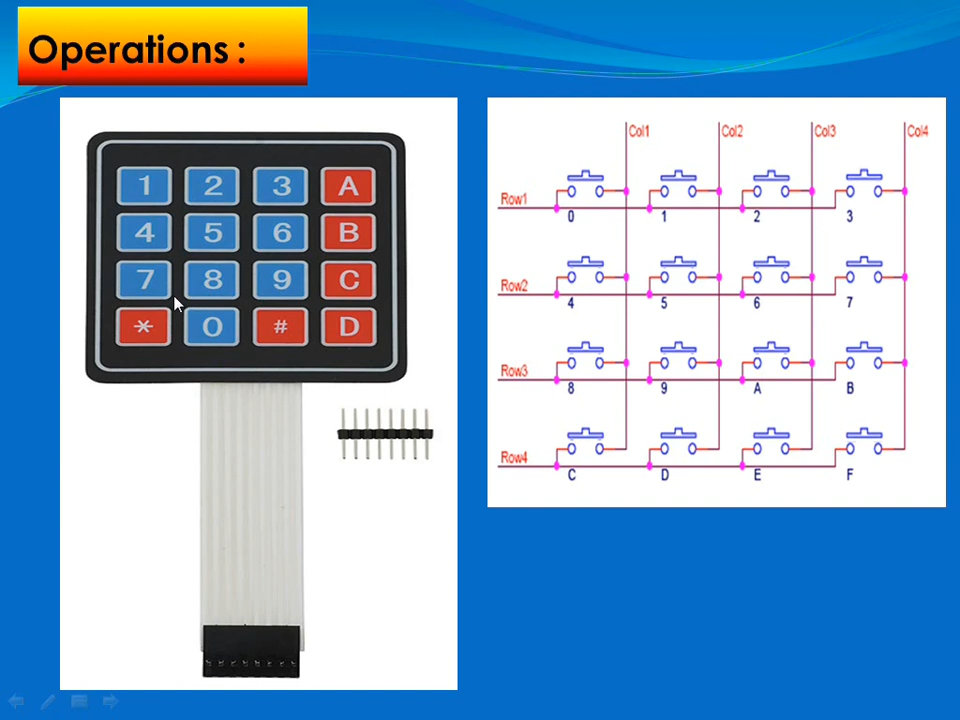 Operations :
1 2 3 A
4 5 6 B
7 8 9 C
* 0 # D
Col1 Col2 Col3 Col4
Row1
0 1 2 3
Row2
4 5 6 7
Row3
8 9 A B
Row4
C D E F